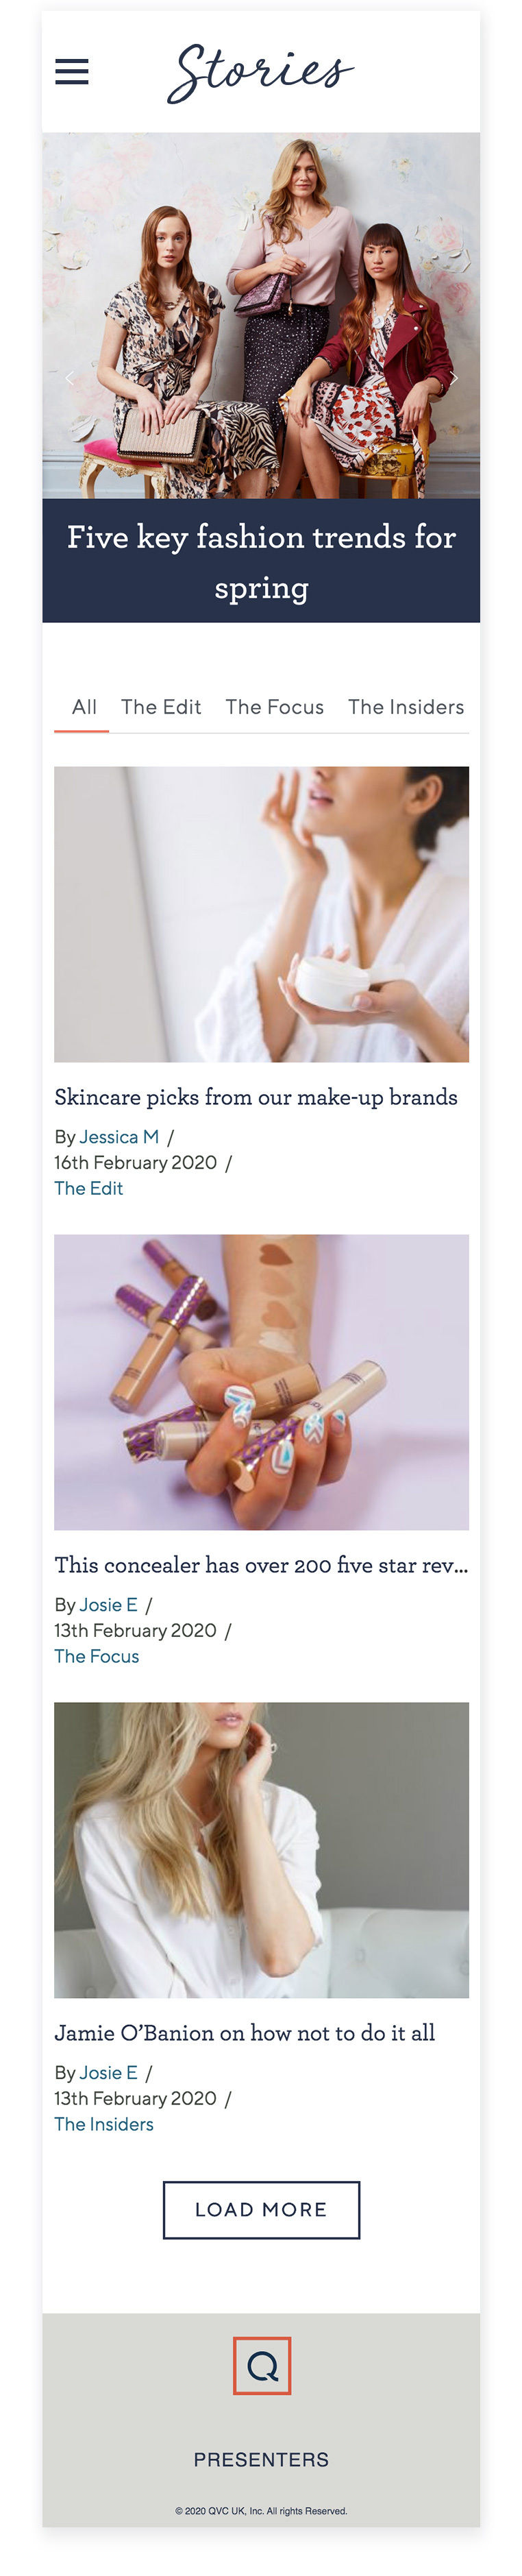 Stories
Five key fashion trends for
spring
All The Edit The Focus The Insiders
Skincare picks from our make-up brands
By Jessica M /
16th February 2020 /
The Edit
This concealer has over 200 five star rev...
By Josie E /
13th February 2020 /
The Focus
Jamie O’Banion on how not to do it all
By Josie E /
13th February 2020 /
The Insiders
LOAD MORE
Q
PRESENTERS
© 2020 QVC UK, Inc. All rights Reserved.